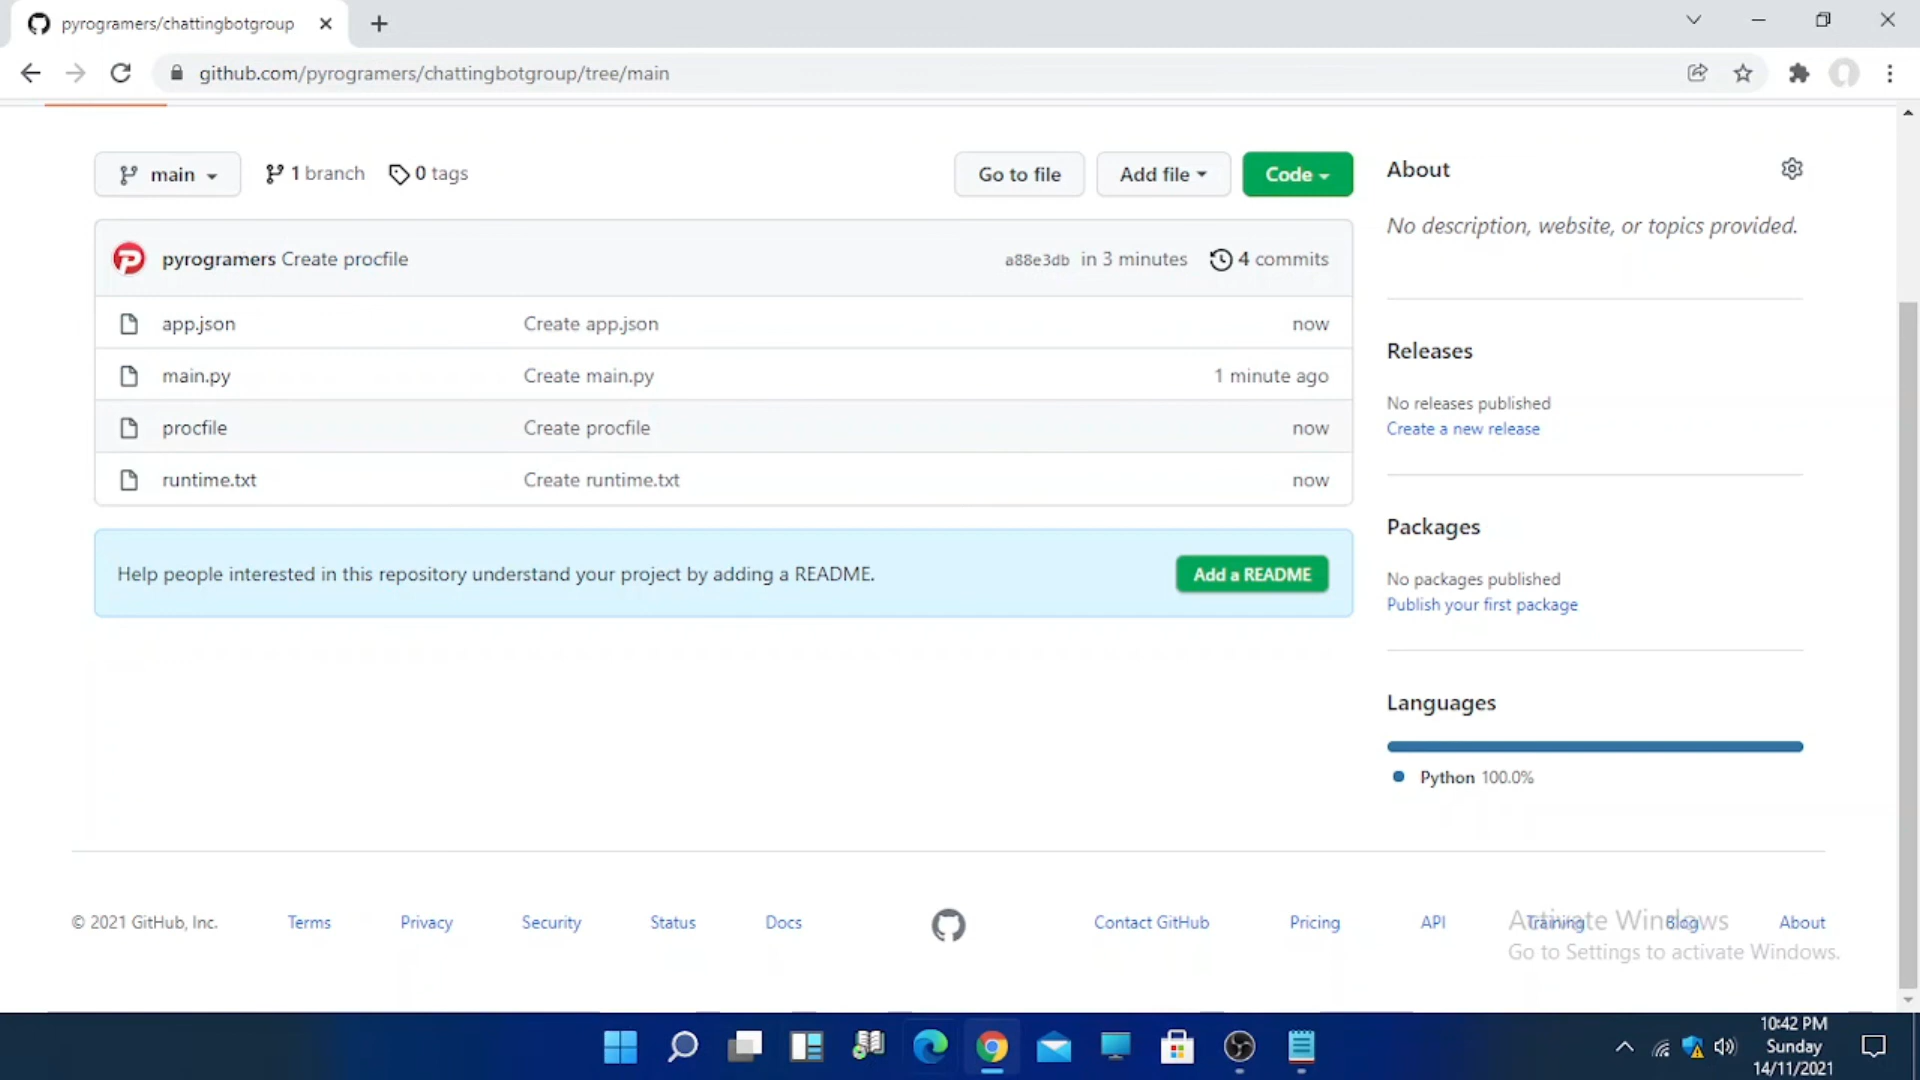 pyrogramers/chattingbotgroup
github.com/pyrogramers/chattingbotgroup/tree/main
main
1 branch
0 tags
Go to file
Add file
Code
About
No description, website, or topics provided.
pyrogramers Create procfile
a88e3db in 3 minutes
4 commits
app.json
Create app.json
now
main.py
Create main.py
1 minute ago
procfile
Create procfile
now
runtime.txt
Create runtime.txt
now
Help people interested in this repository understand your project by adding a README.
Add a README
Releases
No releases published
Create a new release
Packages
No packages published
Publish your first package
Languages
Python 100.0%
© 2021 GitHub, Inc.
Terms
Privacy
Security
Status
Docs
Contact GitHub
Pricing
API
Training
Blog
About
Activate Windows
Go to Settings to activate Windows.
10:42 PM
Sunday
14/11/2021